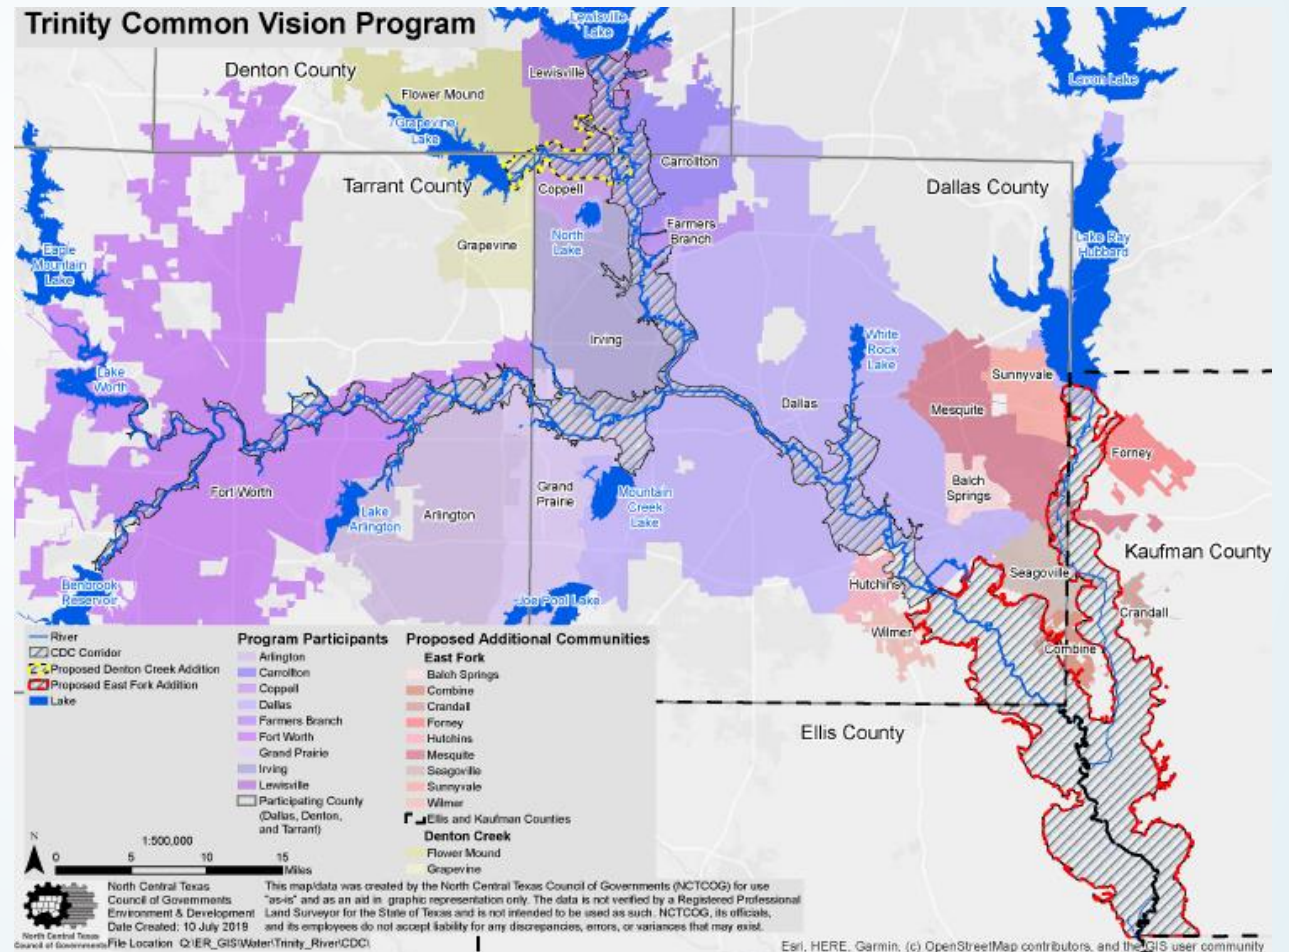 Trinity Common Vision Program
Lewisville
Lake
Denton County
Lewisville
Lavon Lake
Flower Mound
Grapevine
Lake
Carrollton
Tarrant County
Coppell
Dallas County
Farmers
Branch
North
Lake
Grapevine
Eagle
Mountain
Lake
Lake Ray
Hubbard
White
Rock
Lake
Irving
Lake
Worth
Sunnyvale
Dallas
Mesquite
Forney
Balch
Springs
Fort Worth
Grand
Prairie
Mountain
Creek
Lake
Lake
Arlington
Arlington
Kaufman County
Seagoville
Hutchins
Benbrook
Reservoir
Joe Pool Lake
Crandall
Wilmer
Combine
Ellis County
River
CDC Corridor
Proposed Denton Creek Addition
Proposed East Fork Addition
Lake
Program Participants
Arlington
Carrollton
Coppell
Dallas
Farmers Branch
Fort Worth
Grand Prairie
Irving
Lewisville
Participating County
(Dallas, Denton,
and Tarrant)
Proposed Additional Communities
East Fork
Balch Springs
Combine
Crandall
Forney
Hutchins
Mesquite
Seagoville
Sunnyvale
Wilmer
Ellis and Kaufman Counties
Denton Creek
Flower Mound
Grapevine
N
1:500,000
0 5 10 15
Miles
North Central Texas
Council of Governments
Environment & Development
Date Created: 10 July 2019
File Location Q:\ER_GIS\Water\Trinity_River\CDC\
North Central Texas
Council of Governments
This map/data was created by the North Central Texas Council of Governments (NCTCOG) for use
"as-is" and as an aid in graphic representation only. The data is not verified by a Registered Professional
Land Surveyor for the State of Texas and is not intended to be used as such. NCTCOG, its officials,
and its employees do not accept liability for any discrepancies, errors, or variances that may exist.
Esri, HERE, Garmin, (c) OpenStreetMap contributors, and the GIS user community